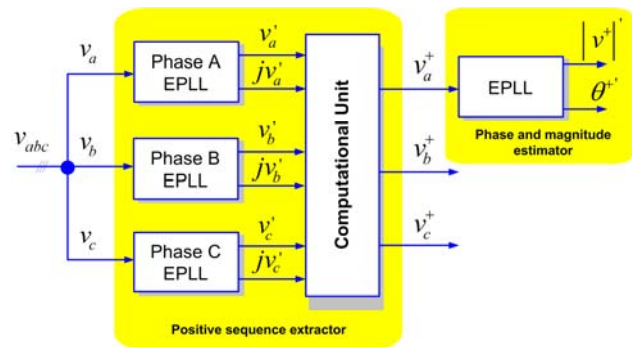 v_abc
v_a
v_b
v_c
Phase A
EPLL
Phase B
EPLL
Phase C
EPLL
v_a'
jv_a'
v_b'
jv_b'
v_c'
jv_c'
Computational Unit
Positive sequence extractor
v_a^+
v_b^+
v_c^+
EPLL
|v^+|'
θ^+'
Phase and magnitude
estimator